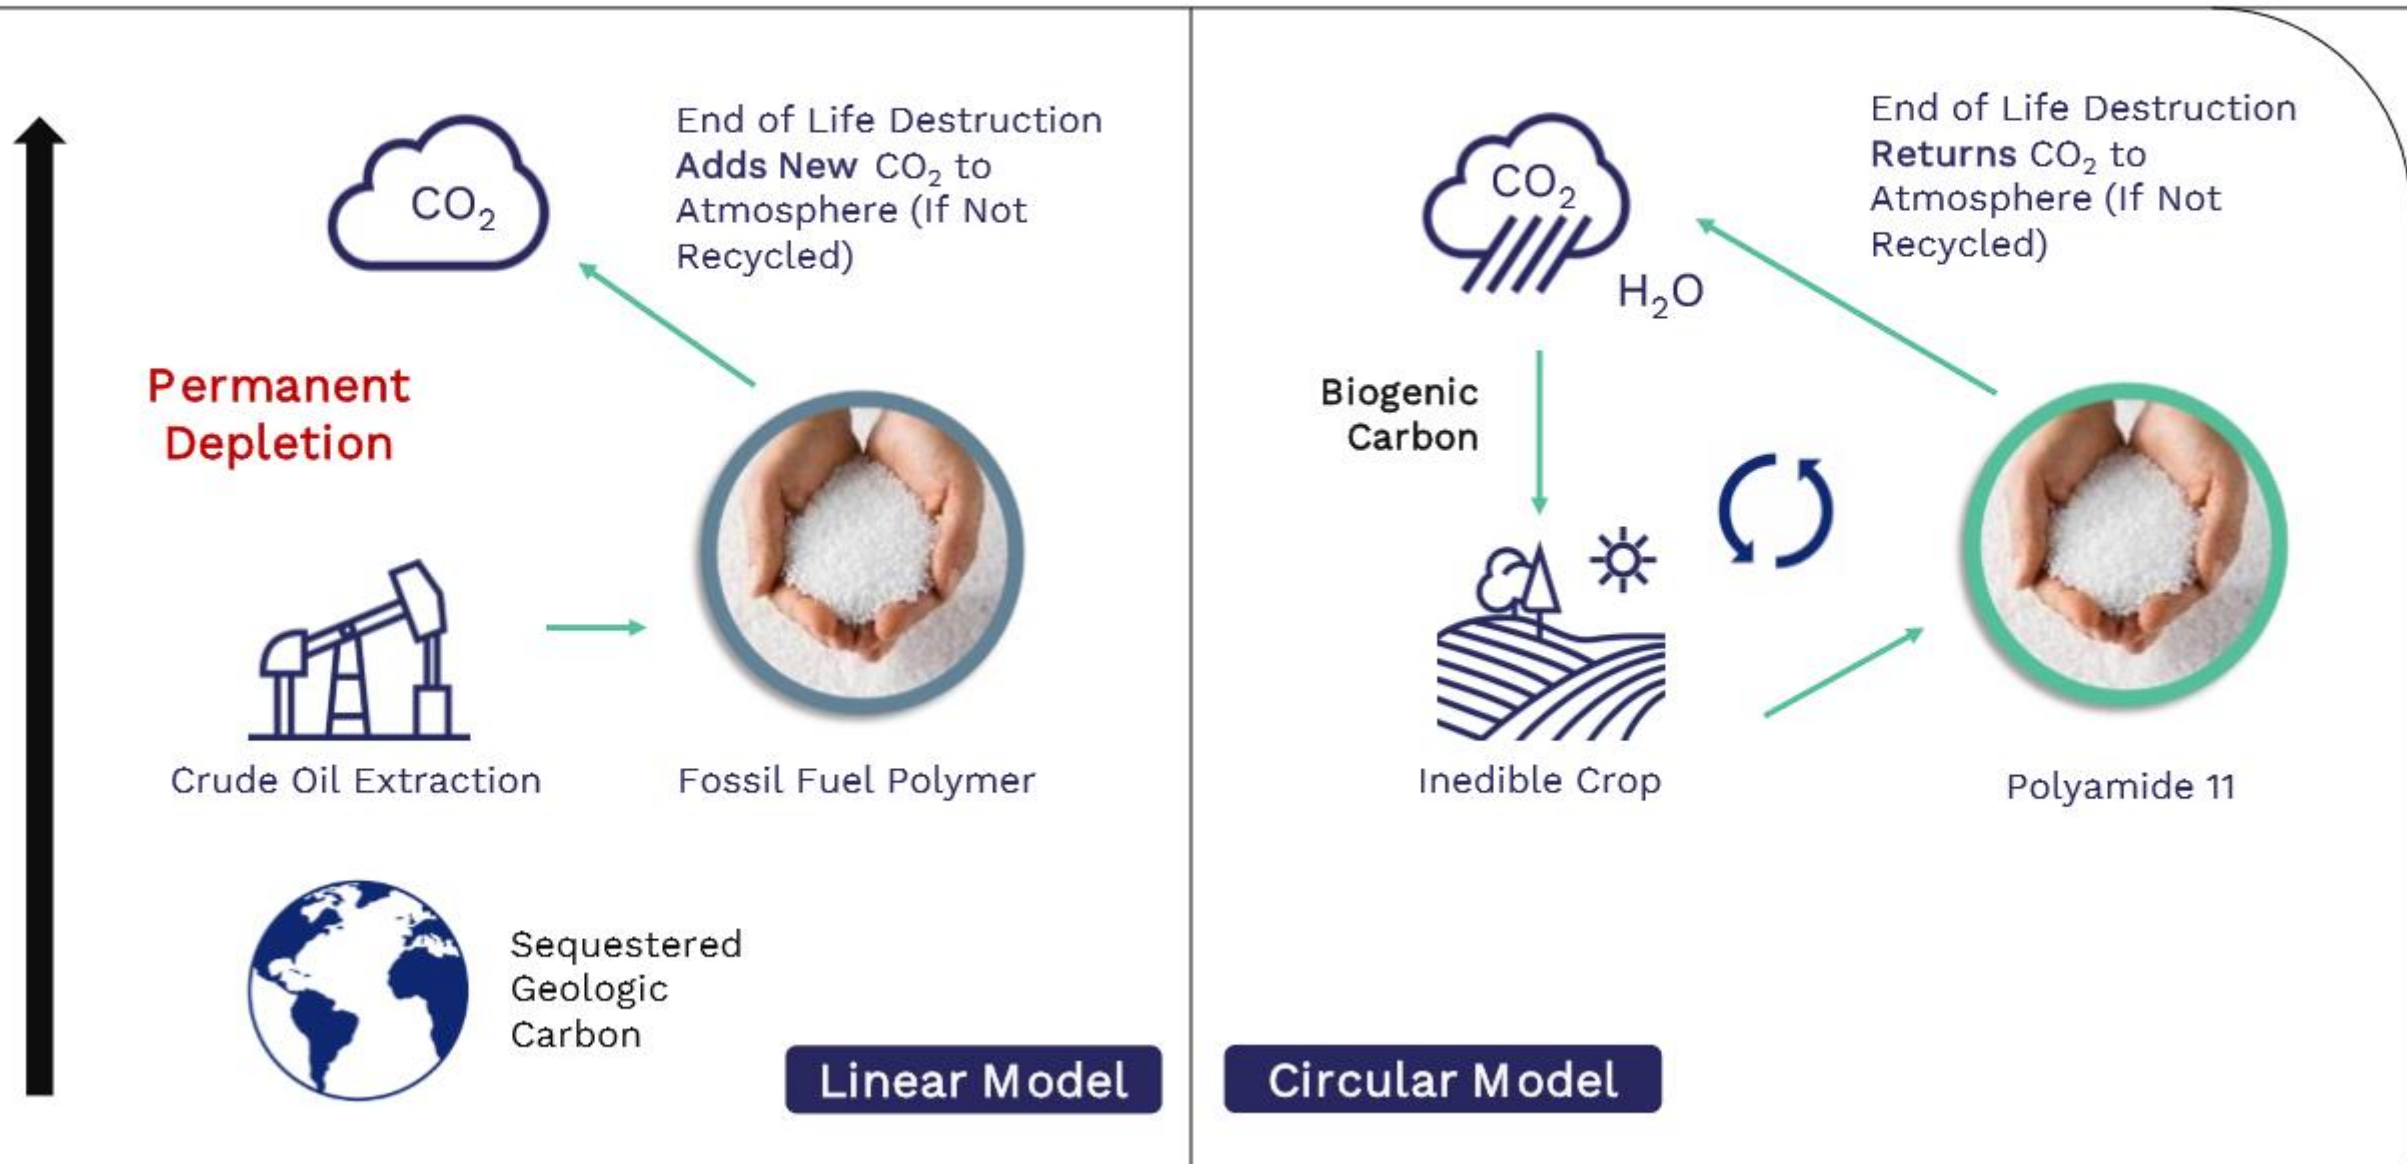 CO₂
End of Life Destruction
Adds New CO₂ to
Atmosphere (If Not
Recycled)
Permanent
Depletion
Crude Oil Extraction
Fossil Fuel Polymer
Sequestered
Geologic
Carbon
Linear Model
CO₂
H₂O
End of Life Destruction
Returns CO₂ to
Atmosphere (If Not
Recycled)
Biogenic
Carbon
Inedible Crop
Polyamide 11
Circular Model